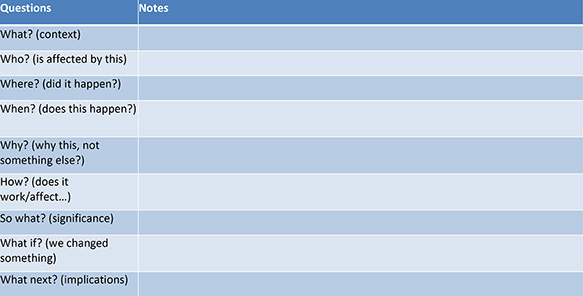 Questions Notes
What? (context)
Who? (is affected by this)
Where? (did it happen?)
When? (does this happen?)
Why? (why this, not
something else?)
How? (does it
work/affect…)
So what? (significance)
What if? (we changed
something)
What next? (implications)